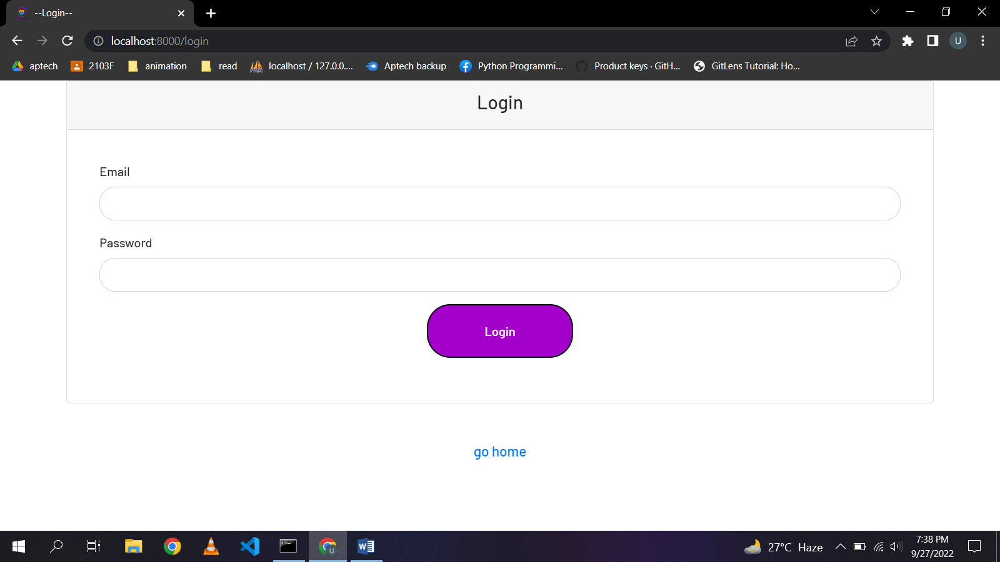 --Login--
localhost:8000/login
aptech
2103F
animation
read
localhost / 127.0.0....
Aptech backup
Python Programmi...
Product keys · GitH...
GitLens Tutorial: Ho...
U
Login
Email
Password
Login
go home
27°C Haze
7:38 PM
9/27/2022